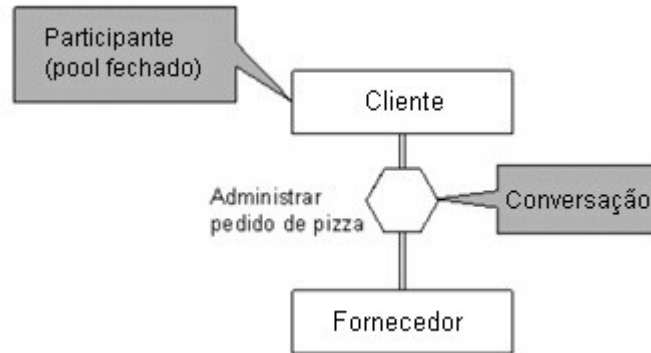 Participante
(pool fechado)
Cliente
Administrar
pedido de pizza
Conversação
Fornecedor